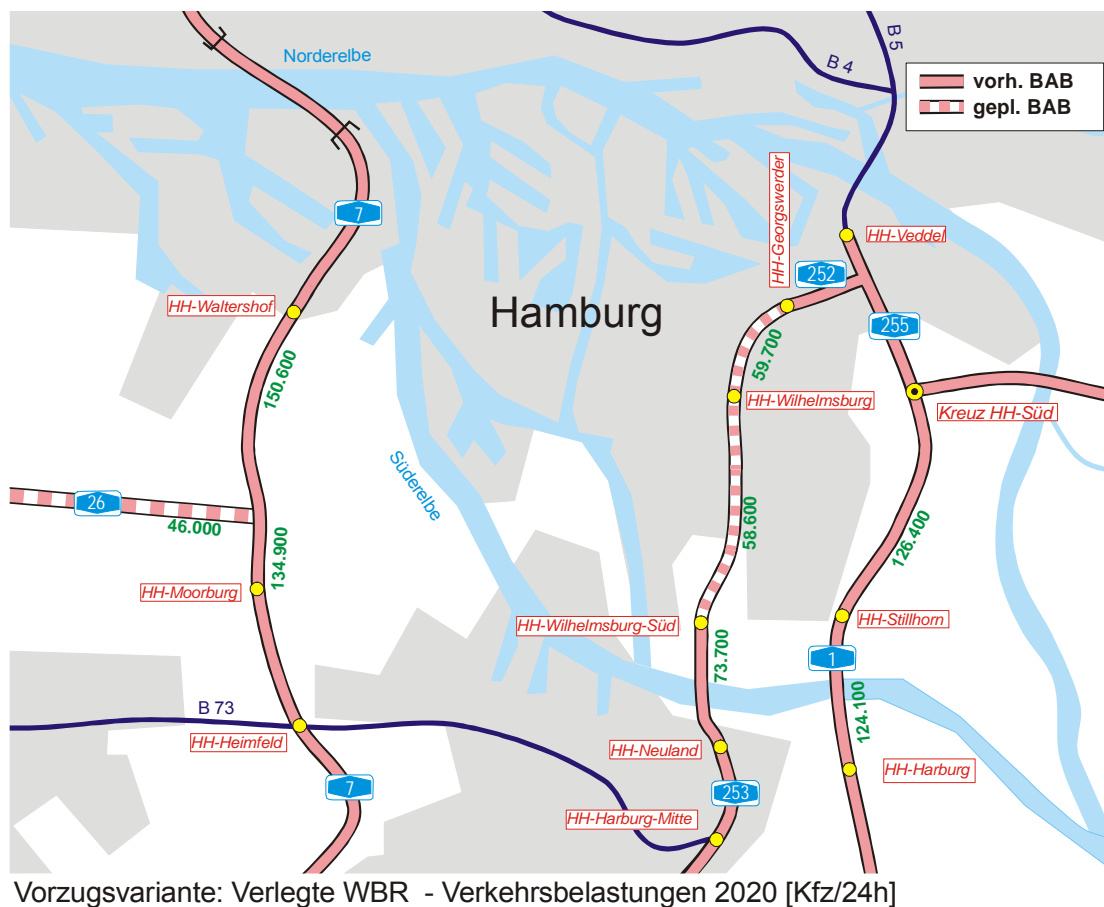 Norderelbe
B 5
B 4
vorh. BAB
gepl. BAB
7
HH-Georgswerder
HH-Veddel
252
HH-Waltershof
Hamburg
255
150.600
59.700
HH-Wilhelmsburg
Kreuz HH-Süd
Süderelbe
26
46.000
134.900
58.600
126.400
HH-Moorburg
HH-Wilhelmsburg-Süd
HH-Stillhorn
73.700
1
124.100
B 73
HH-Heimfeld
HH-Neuland
HH-Harburg
7
253
HH-Harburg-Mitte
Vorzugsvariante: Verlegte WBR - Verkehrsbelastungen 2020 [Kfz/24h]